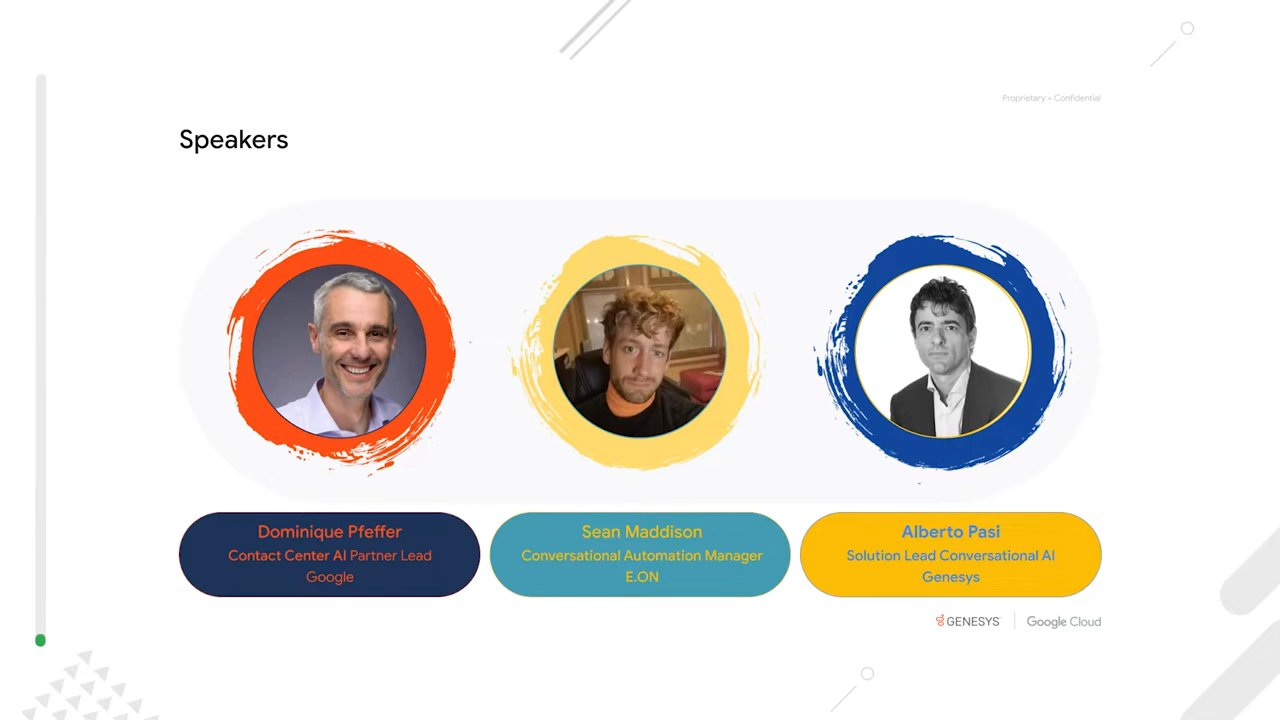 Proprietary + Confidential
Speakers
Dominique Pfeffer
Contact Center AI Partner Lead
Google
Sean Maddison
Conversational Automation Manager
E.ON
Alberto Pasi
Solution Lead Conversational AI
Genesys
GENESYS
Google Cloud